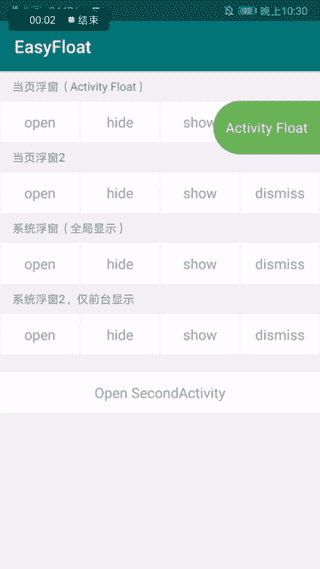 00:02 结束
晚上10:30
EasyFloat
当页浮窗（Activity Float）
open hide show
Activity Float
当页浮窗2
open hide show dismiss
系统浮窗（全局显示）
open hide show dismiss
系统浮窗2，仅前台显示
open hide show dismiss
Open SecondActivity